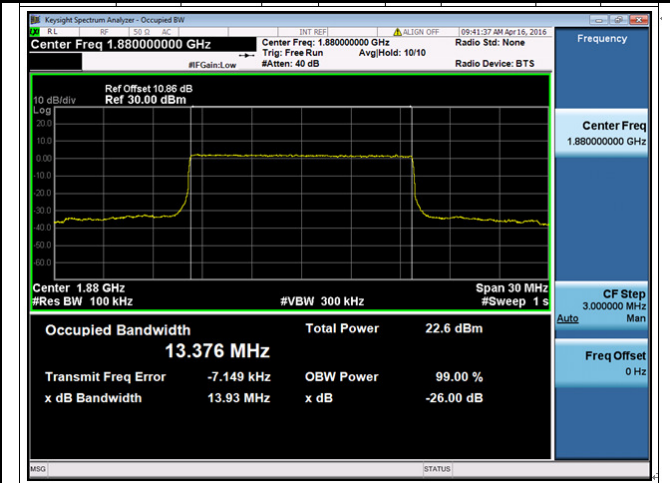 Keysight Spectrum Analyzer - Occupied BW
LXI RL RF 50 Ω AC INT REF ALIGN OFF 09:41:37 AM Apr 16, 2016
Center Freq 1.880000000 GHz
Center Freq: 1.880000000 GHz Radio Std: None
Trig: Free Run Avg|Hold: 10/10
#IFGain:Low #Atten: 40 dB Radio Device: BTS
Frequency
Ref Offset 10.86 dB
10 dB/div Ref 30.00 dBm
Log
20.0
10.0
0.00
-10.0
-20.0
-30.0
-40.0
-50.0
-60.0
Center 1.88 GHz Span 30 MHz
#Res BW 100 kHz #VBW 300 kHz #Sweep 1 s
Occupied Bandwidth Total Power 22.6 dBm
13.376 MHz
Transmit Freq Error -7.149 kHz OBW Power 99.00 %
x dB Bandwidth 13.93 MHz x dB -26.00 dB
Center Freq
1.880000000 GHz
CF Step
3.000000 MHz
Auto Man
Freq Offset
0 Hz
MSG STATUS